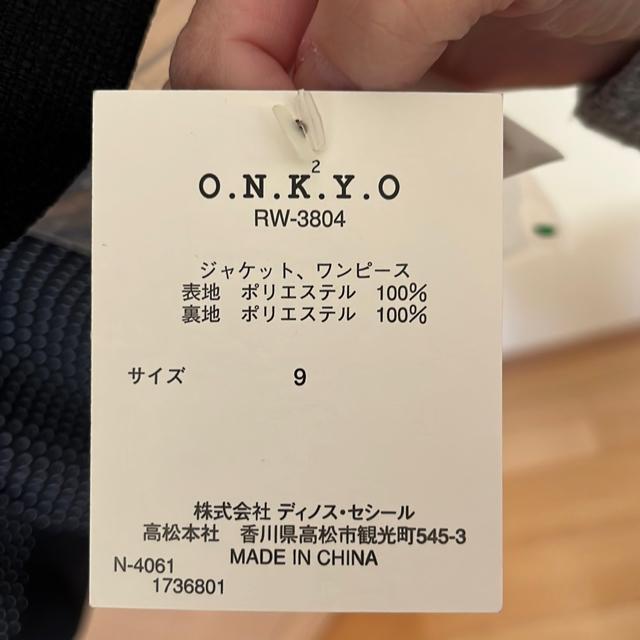 O.N.K².Y.O
RW-3804
ジャケット、ワンピース
表地 ポリエステル 100%
裏地 ポリエステル 100%
サイズ 9
株式会社 ディノス・セシール
高松本社 香川県高松市観光町545-3
MADE IN CHINA
N-4061
1736801